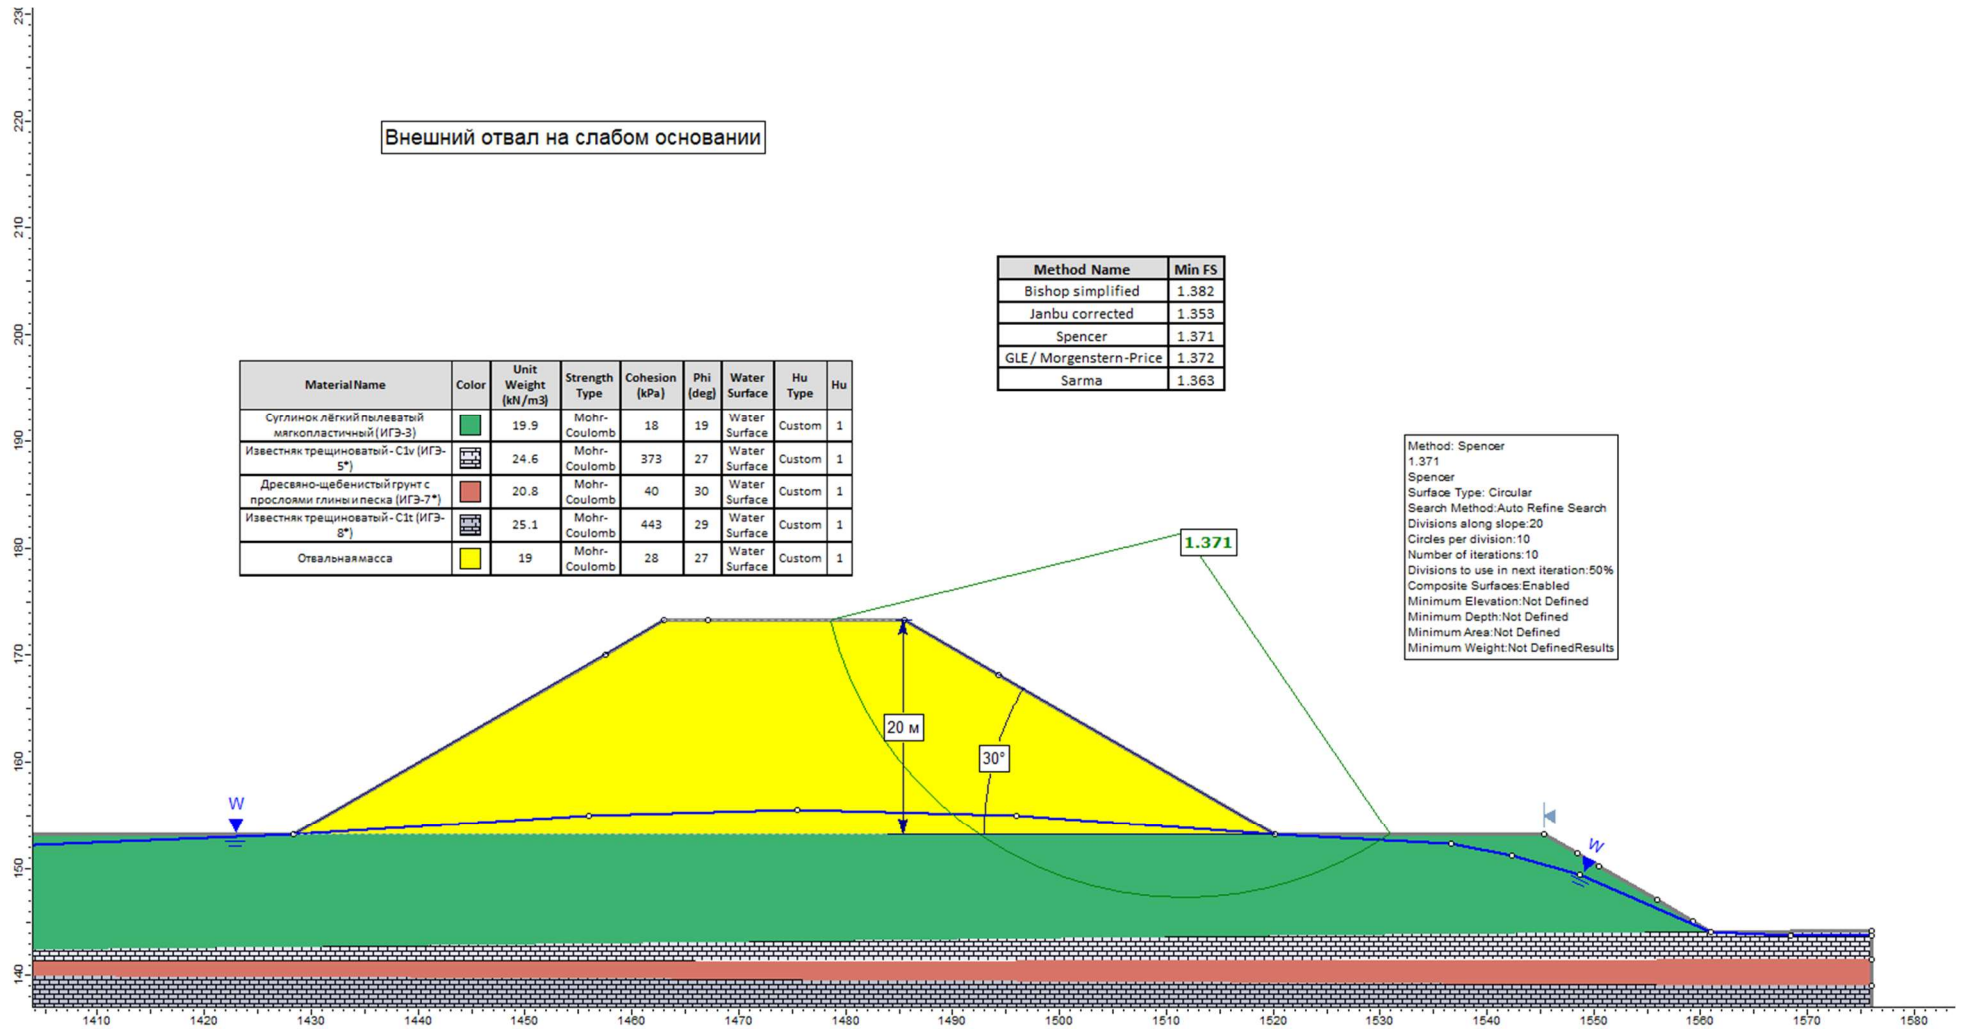 230
220
210
200
190
180
170
160
150
140
Внешний отвал на слабом основании
Method Name Min FS
Bishop simplified 1.382
Janbu corrected 1.353
Spencer 1.371
GLE / Morgenstern-Price 1.372
Sarma 1.363
Material Name Color Unit Weight (kN/m3) Strength Type Cohesion (kPa) Phi (deg) Water Surface Hu Type Hu
Суглинок лёгкий пылеватый мягкопластичный (ИГЭ-3) 19.9 Mohr-Coulomb 18 19 Water Surface Custom 1
Известняк трещиноватый - C1v (ИГЭ-5*) 24.6 Mohr-Coulomb 373 27 Water Surface Custom 1
Дресвяно-щебенистый грунт с прослоями глины и песка (ИГЭ-7*) 20.8 Mohr-Coulomb 40 30 Water Surface Custom 1
Известняк трещиноватый - C1t (ИГЭ-8*) 25.1 Mohr-Coulomb 443 29 Water Surface Custom 1
Отвальная масса 19 Mohr-Coulomb 28 27 Water Surface Custom 1
Method: Spencer
1.371
Spencer
Surface Type: Circular
Search Method:Auto Refine Search
Divisions along slope:20
Circles per division:10
Number of iterations:10
Divisions to use in next iteration:50%
Composite Surfaces:Enabled
Minimum Elevation:Not Defined
Minimum Depth:Not Defined
Minimum Area:Not Defined
Minimum Weight:Not DefinedResults
1.371
20 м
30°
W
W
1410 1420 1430 1440 1450 1460 1470 1480 1490 1500 1510 1520 1530 1540 1550 1560 1570 1580